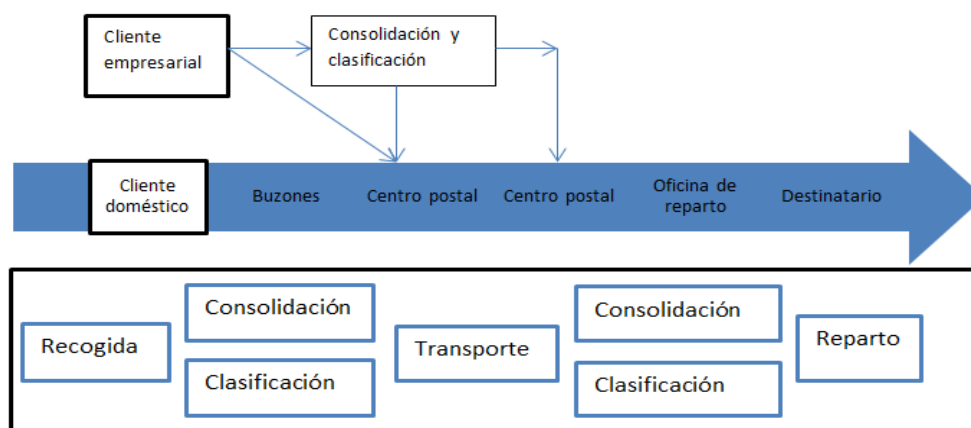 Cliente
empresarial
Consolidación y
clasificación
Cliente
doméstico
Buzones
Centro postal
Centro postal
Oficina de
reparto
Destinatario
Recogida
Consolidación
Clasificación
Transporte
Consolidación
Clasificación
Reparto